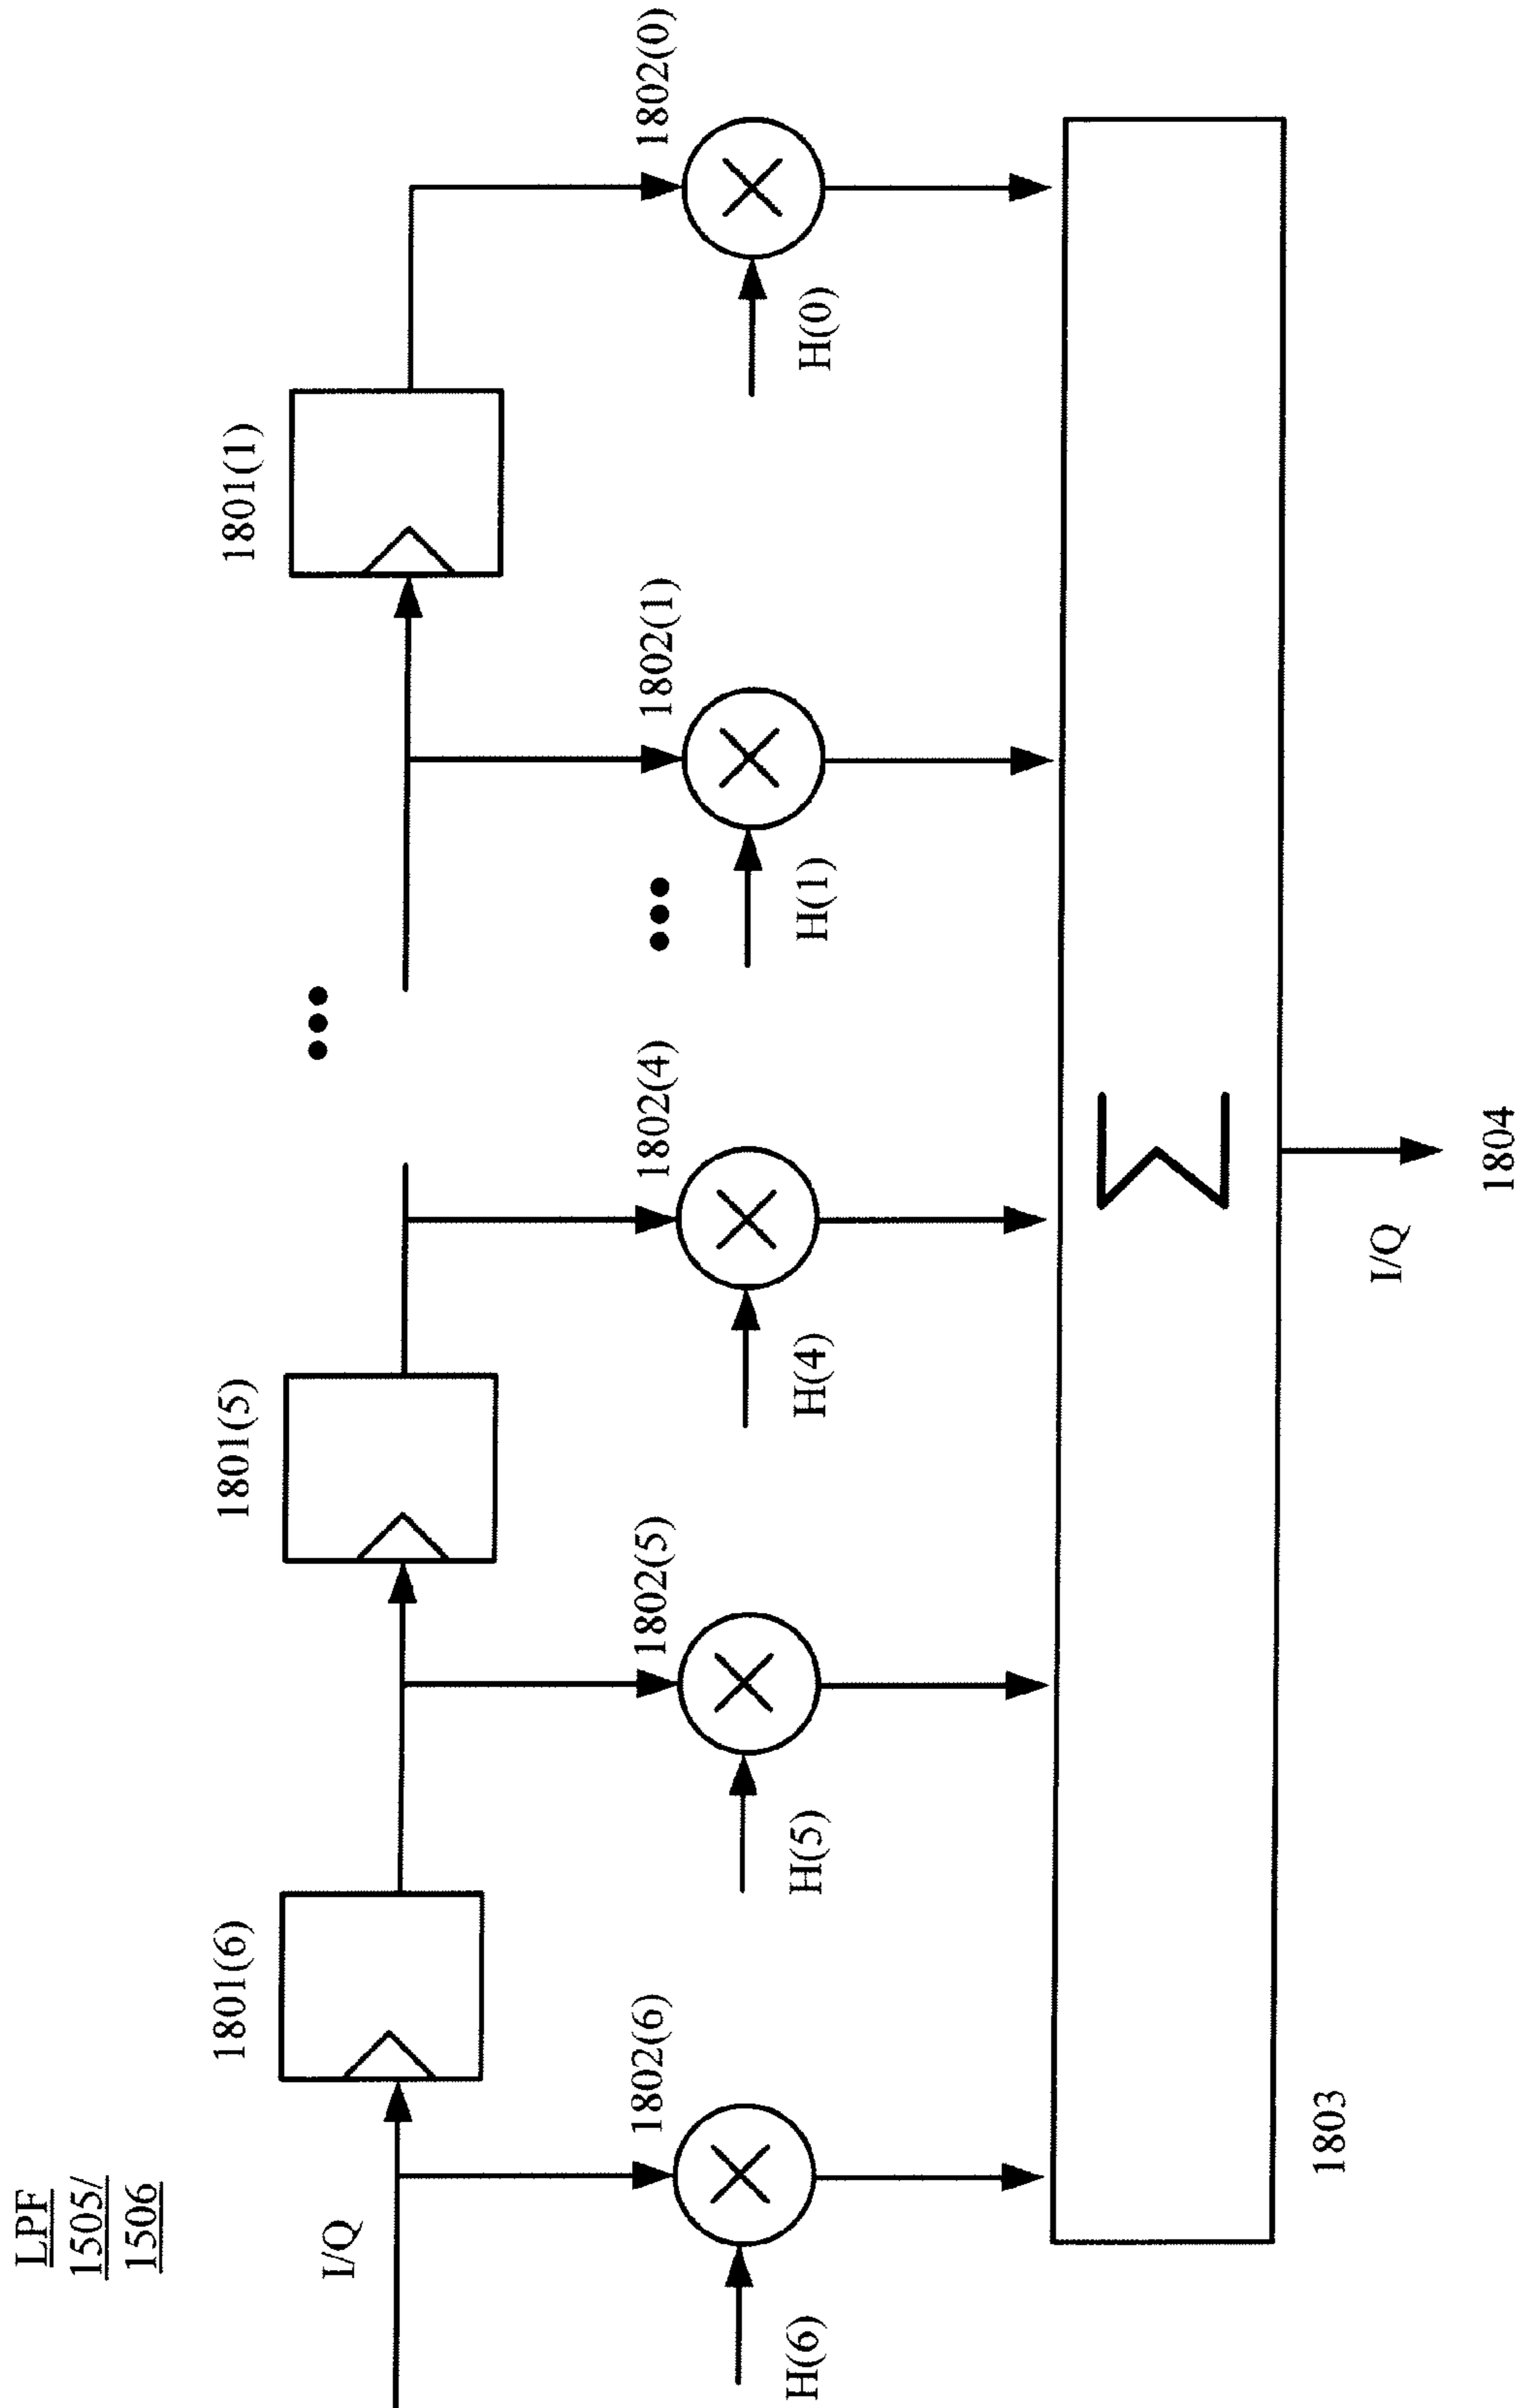 LPF
1505/
1506
I/Q
1801(6)
1801(5)
1801(1)
1802(6)
1802(5)
1802(4)
1802(1)
1802(0)
H(6)
H(5)
H(4)
H(1)
H(0)
Σ
1803
I/Q
1804